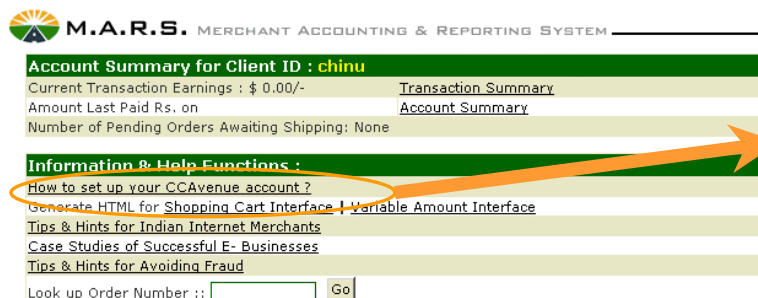 M.A.R.S. MERCHANT ACCOUNTING & REPORTING SYSTEM
Account Summary for Client ID : chinu
Current Transaction Earnings : $ 0.00/- Transaction Summary
Amount Last Paid Rs. on Account Summary
Number of Pending Orders Awaiting Shipping: None
Information & Help Functions :
How to set up your CCAvenue account ?
Generate HTML for Shopping Cart Interface | Variable Amount Interface
Tips & Hints for Indian Internet Merchants
Case Studies of Successful E- Businesses
Tips & Hints for Avoiding Fraud
Look up Order Number :: Go